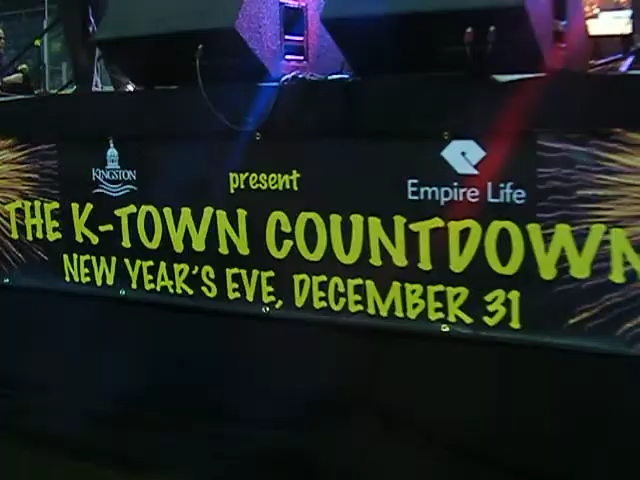 KINGSTON
present
Empire Life
THE K-TOWN COUNTDOWN
NEW YEAR'S EVE, DECEMBER 31